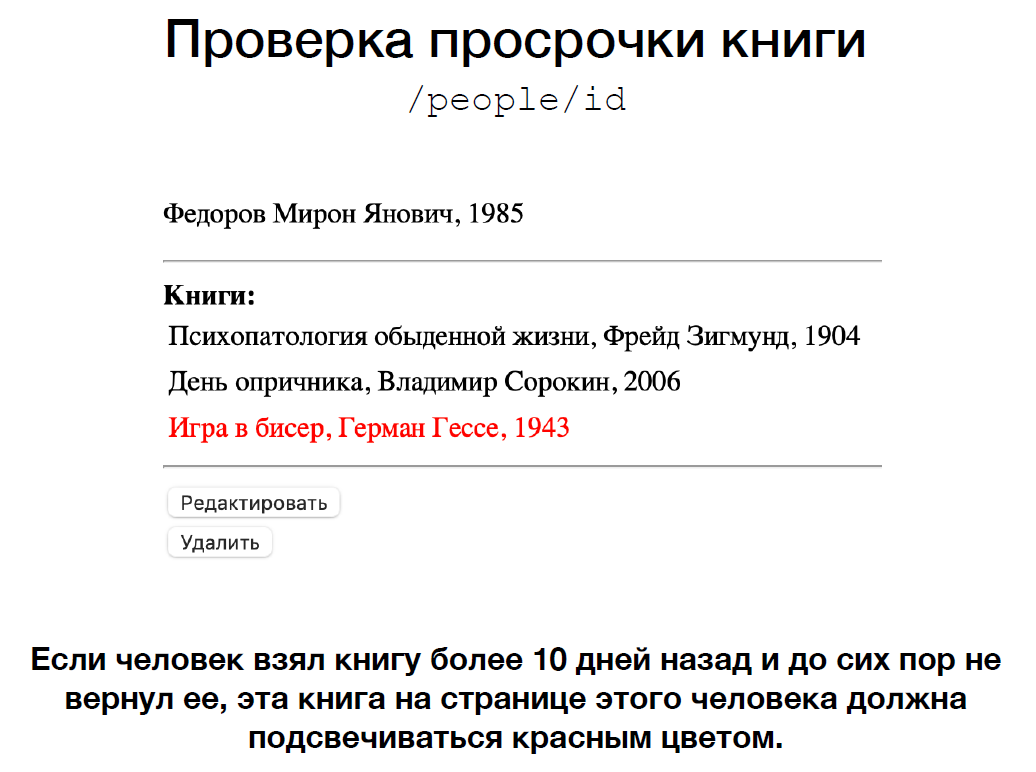 Проверка просрочки книги
/people/id
Федоров Мирон Янович, 1985
Книги:
Психопатология обыденной жизни, Фрейд Зигмунд, 1904
День опричника, Владимир Сорокин, 2006
Игра в бисер, Герман Гессе, 1943
Редактировать
Удалить
Если человек взял книгу более 10 дней назад и до сих пор не
вернул ее, эта книга на странице этого человека должна
подсвечиваться красным цветом.